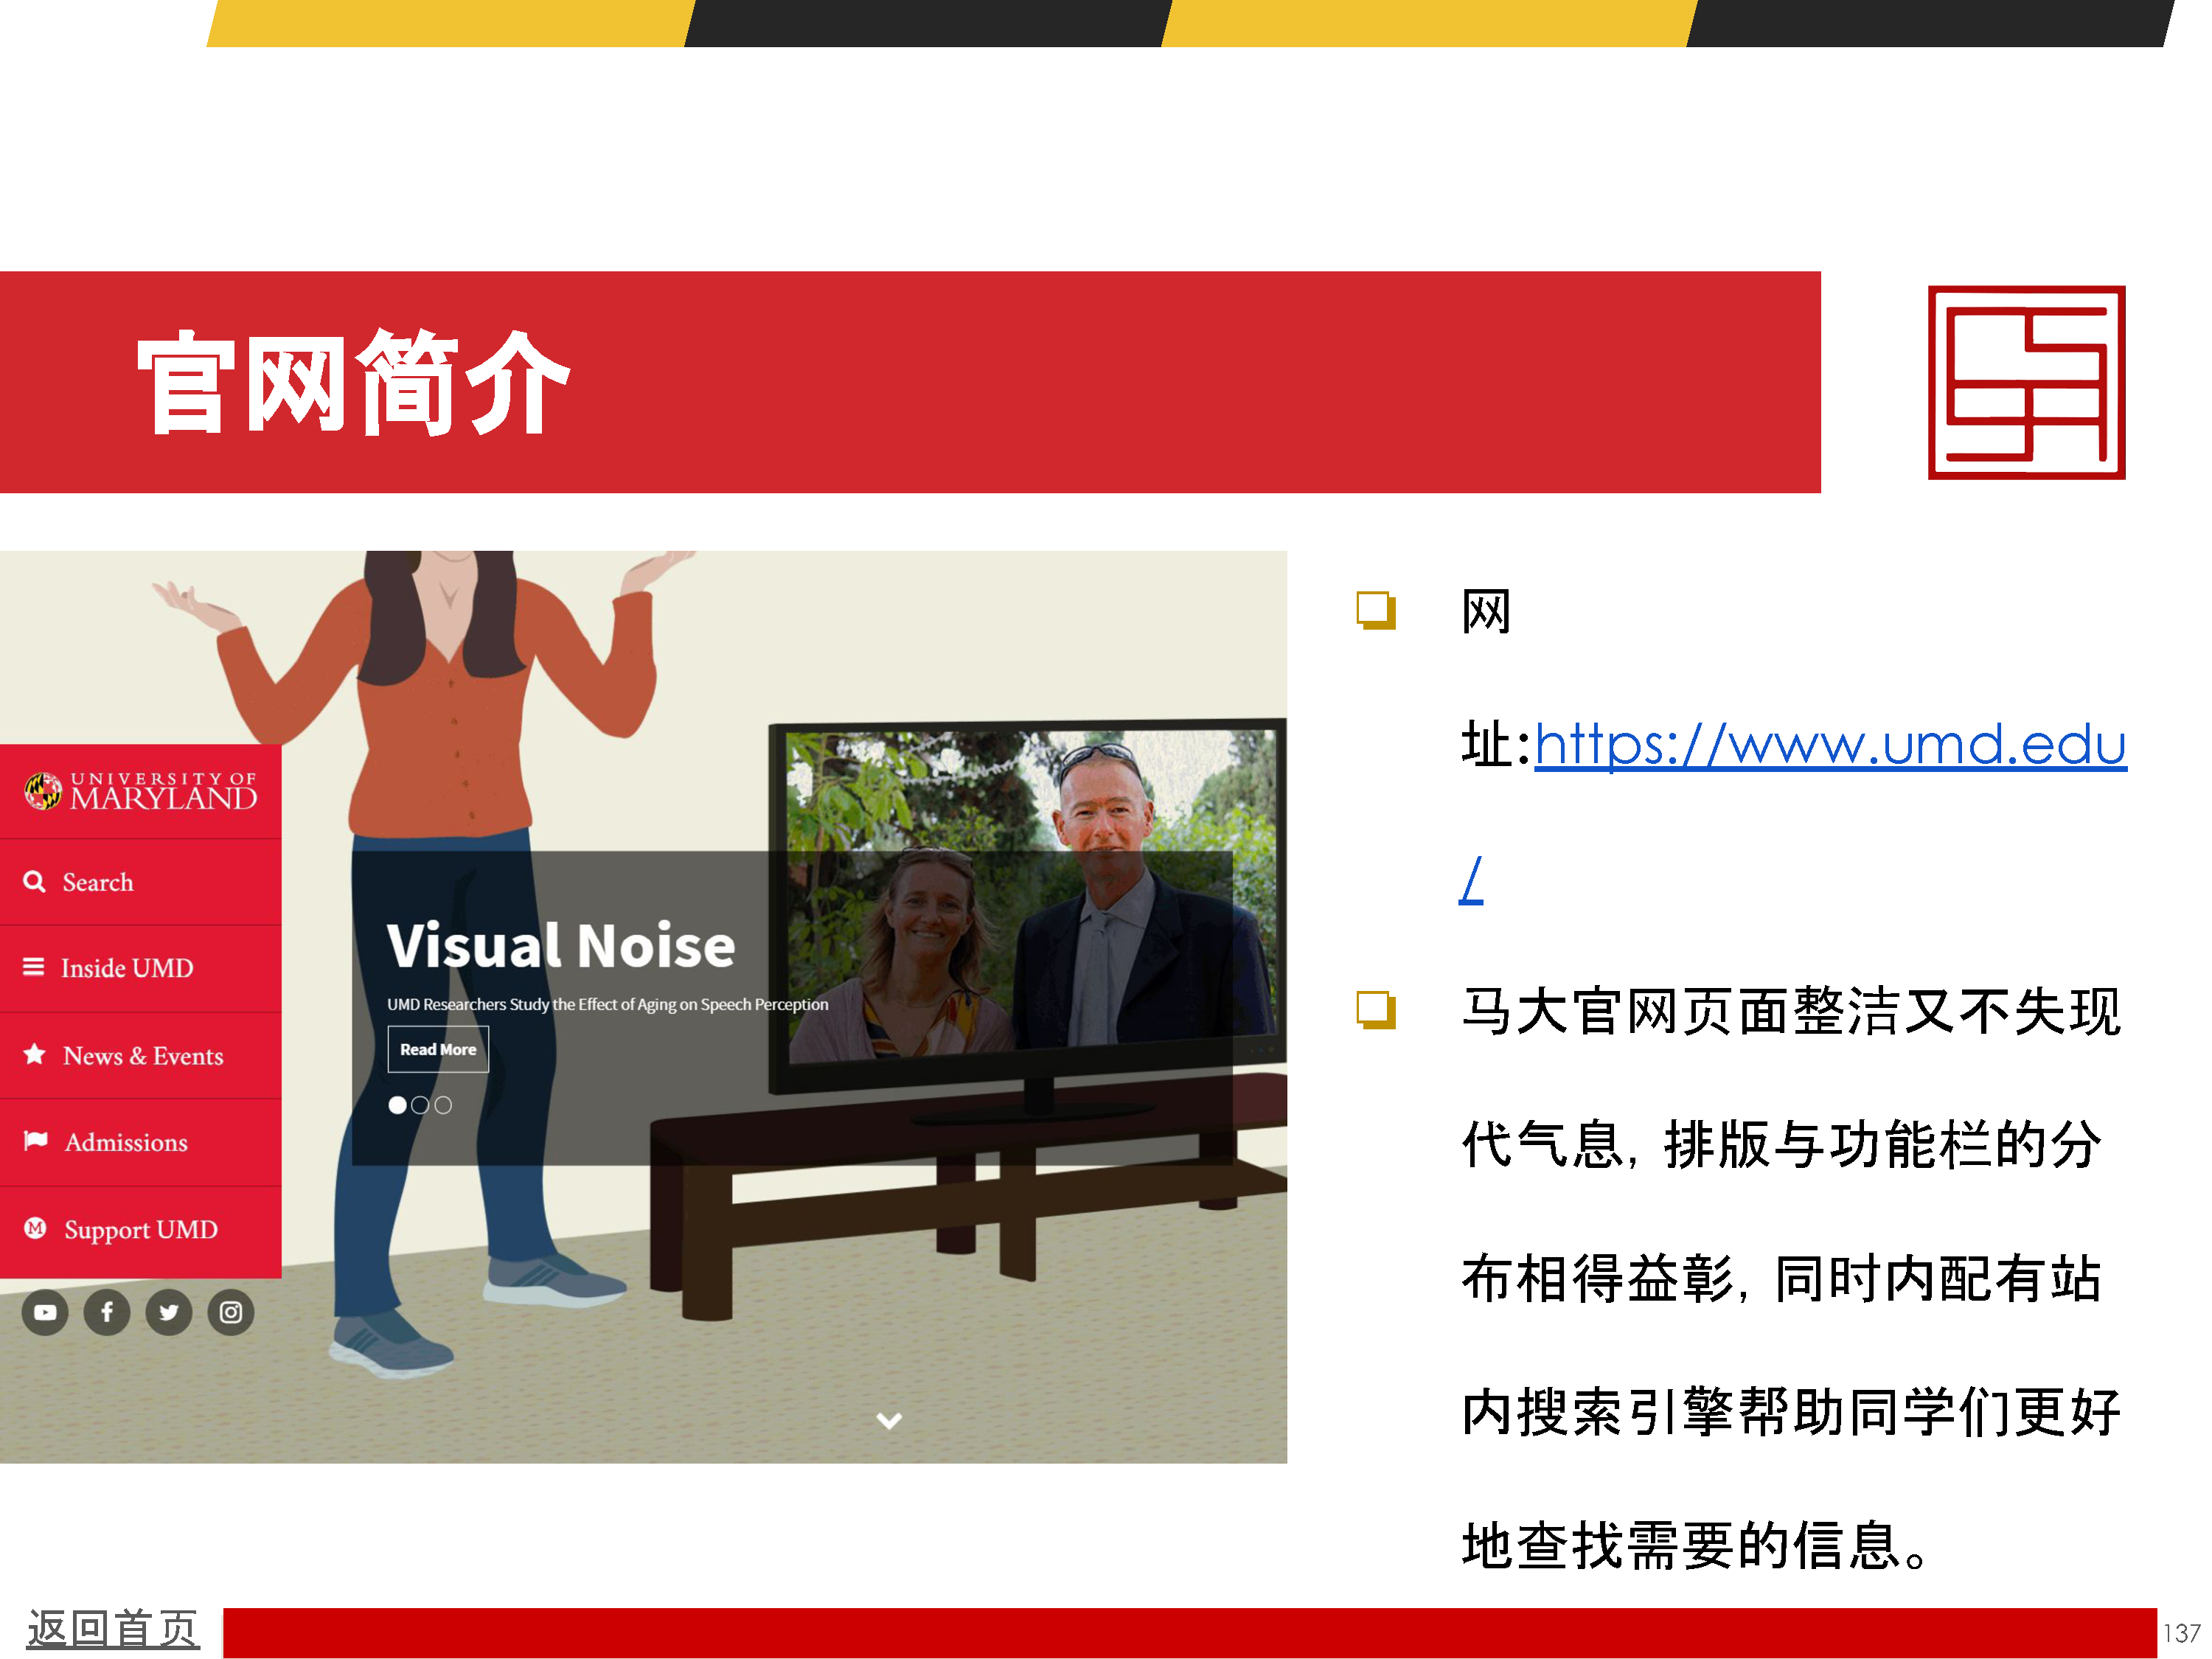 官网简介
UNIVERSITY OF
MARYLAND
Search
Inside UMD
News & Events
Admissions
Support UMD
Visual Noise
UMD Researchers Study the Effect of Aging on Speech Perception
Read More
网
址:https://www.umd.edu
/
马大官网页面整洁又不失现
代气息，排版与功能栏的分
布相得益彰，同时内配有站
内搜索引擎帮助同学们更好
地查找需要的信息。
返回首页
137